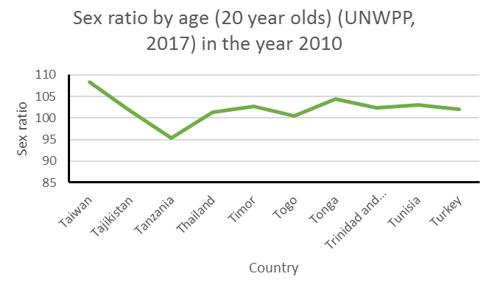 Sex ratio by age (20 year olds) (UNWPP,
2017) in the year 2010
110
105
100
95
90
85
Sex ratio
Taiwan
Tajikistan
Tanzania
Thailand
Timor
Togo
Tonga
Trinidad and...
Tunisia
Turkey
Country